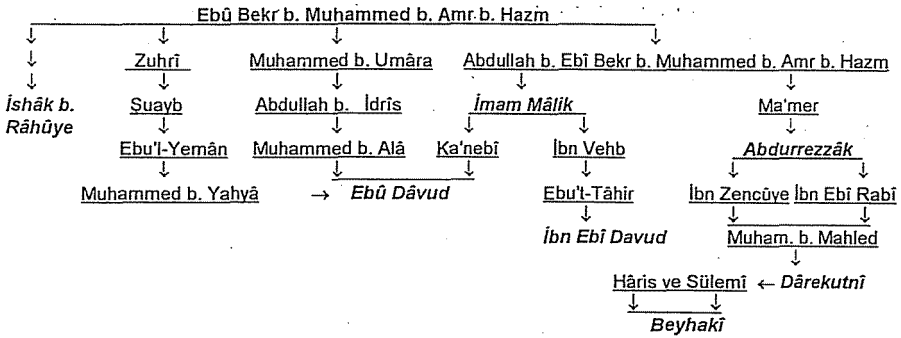 Ebû Bekr b. Muhammed b. Amr b. Hazm
Zuhrî Muhammed b. Umâra Abdullah b. Ebî Bekr b. Muhammed b. Amr b. Hazm
İshâk b. Râhûye Suayb Abdullah b. İdrîs İmam Mâlik Ma'mer
Ebu'l-Yemân Muhammed b. Alâ Ka'nebî İbn Vehb Abdurrezzâk
Muhammed b. Yahyâ → Ebû Dâvud Ebu'l-Tâhir İbn Zencûye İbn Ebî Rabî
İbn Ebî Davud Muham. b. Mahled
Hâris ve Sülemî ← Dârekutnî
Beyhakî